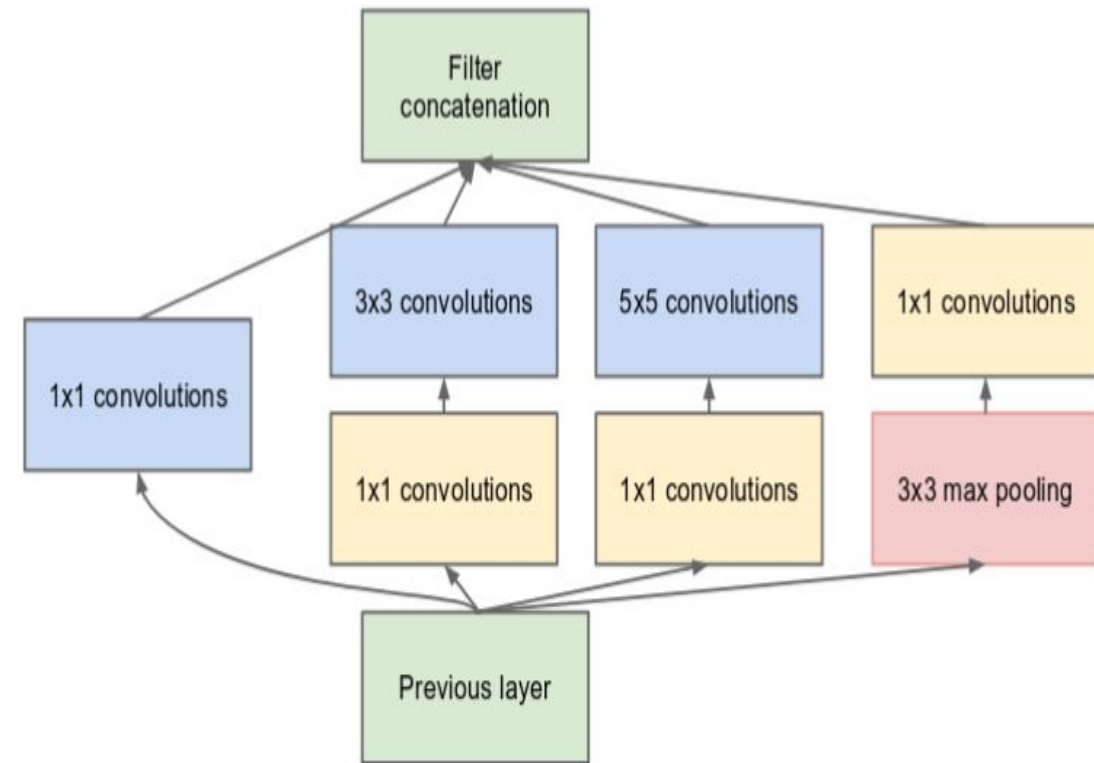 Filter
concatenation
3x3 convolutions
5x5 convolutions
1x1 convolutions
1x1 convolutions
1x1 convolutions
1x1 convolutions
3x3 max pooling
Previous layer